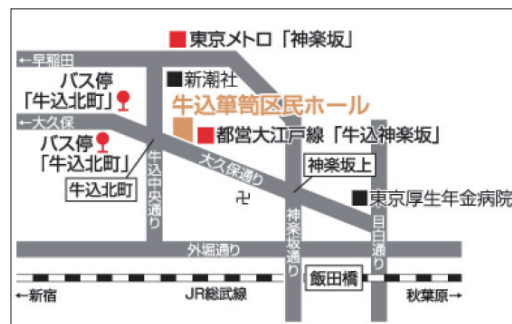 東京メトロ「神楽坂」
←早稲田
バス停
「牛込北町」
新潮社
牛込箪笥区民ホール
←大久保
都営大江戸線「牛込神楽坂」
バス停
「牛込北町」
大久保通り
神楽坂上
牛込北町
牛込中央通り
卍
東京厚生年金病院
神楽坂通り
目白通り
外堀通り
飯田橋
←新宿
JR総武線
秋葉原→